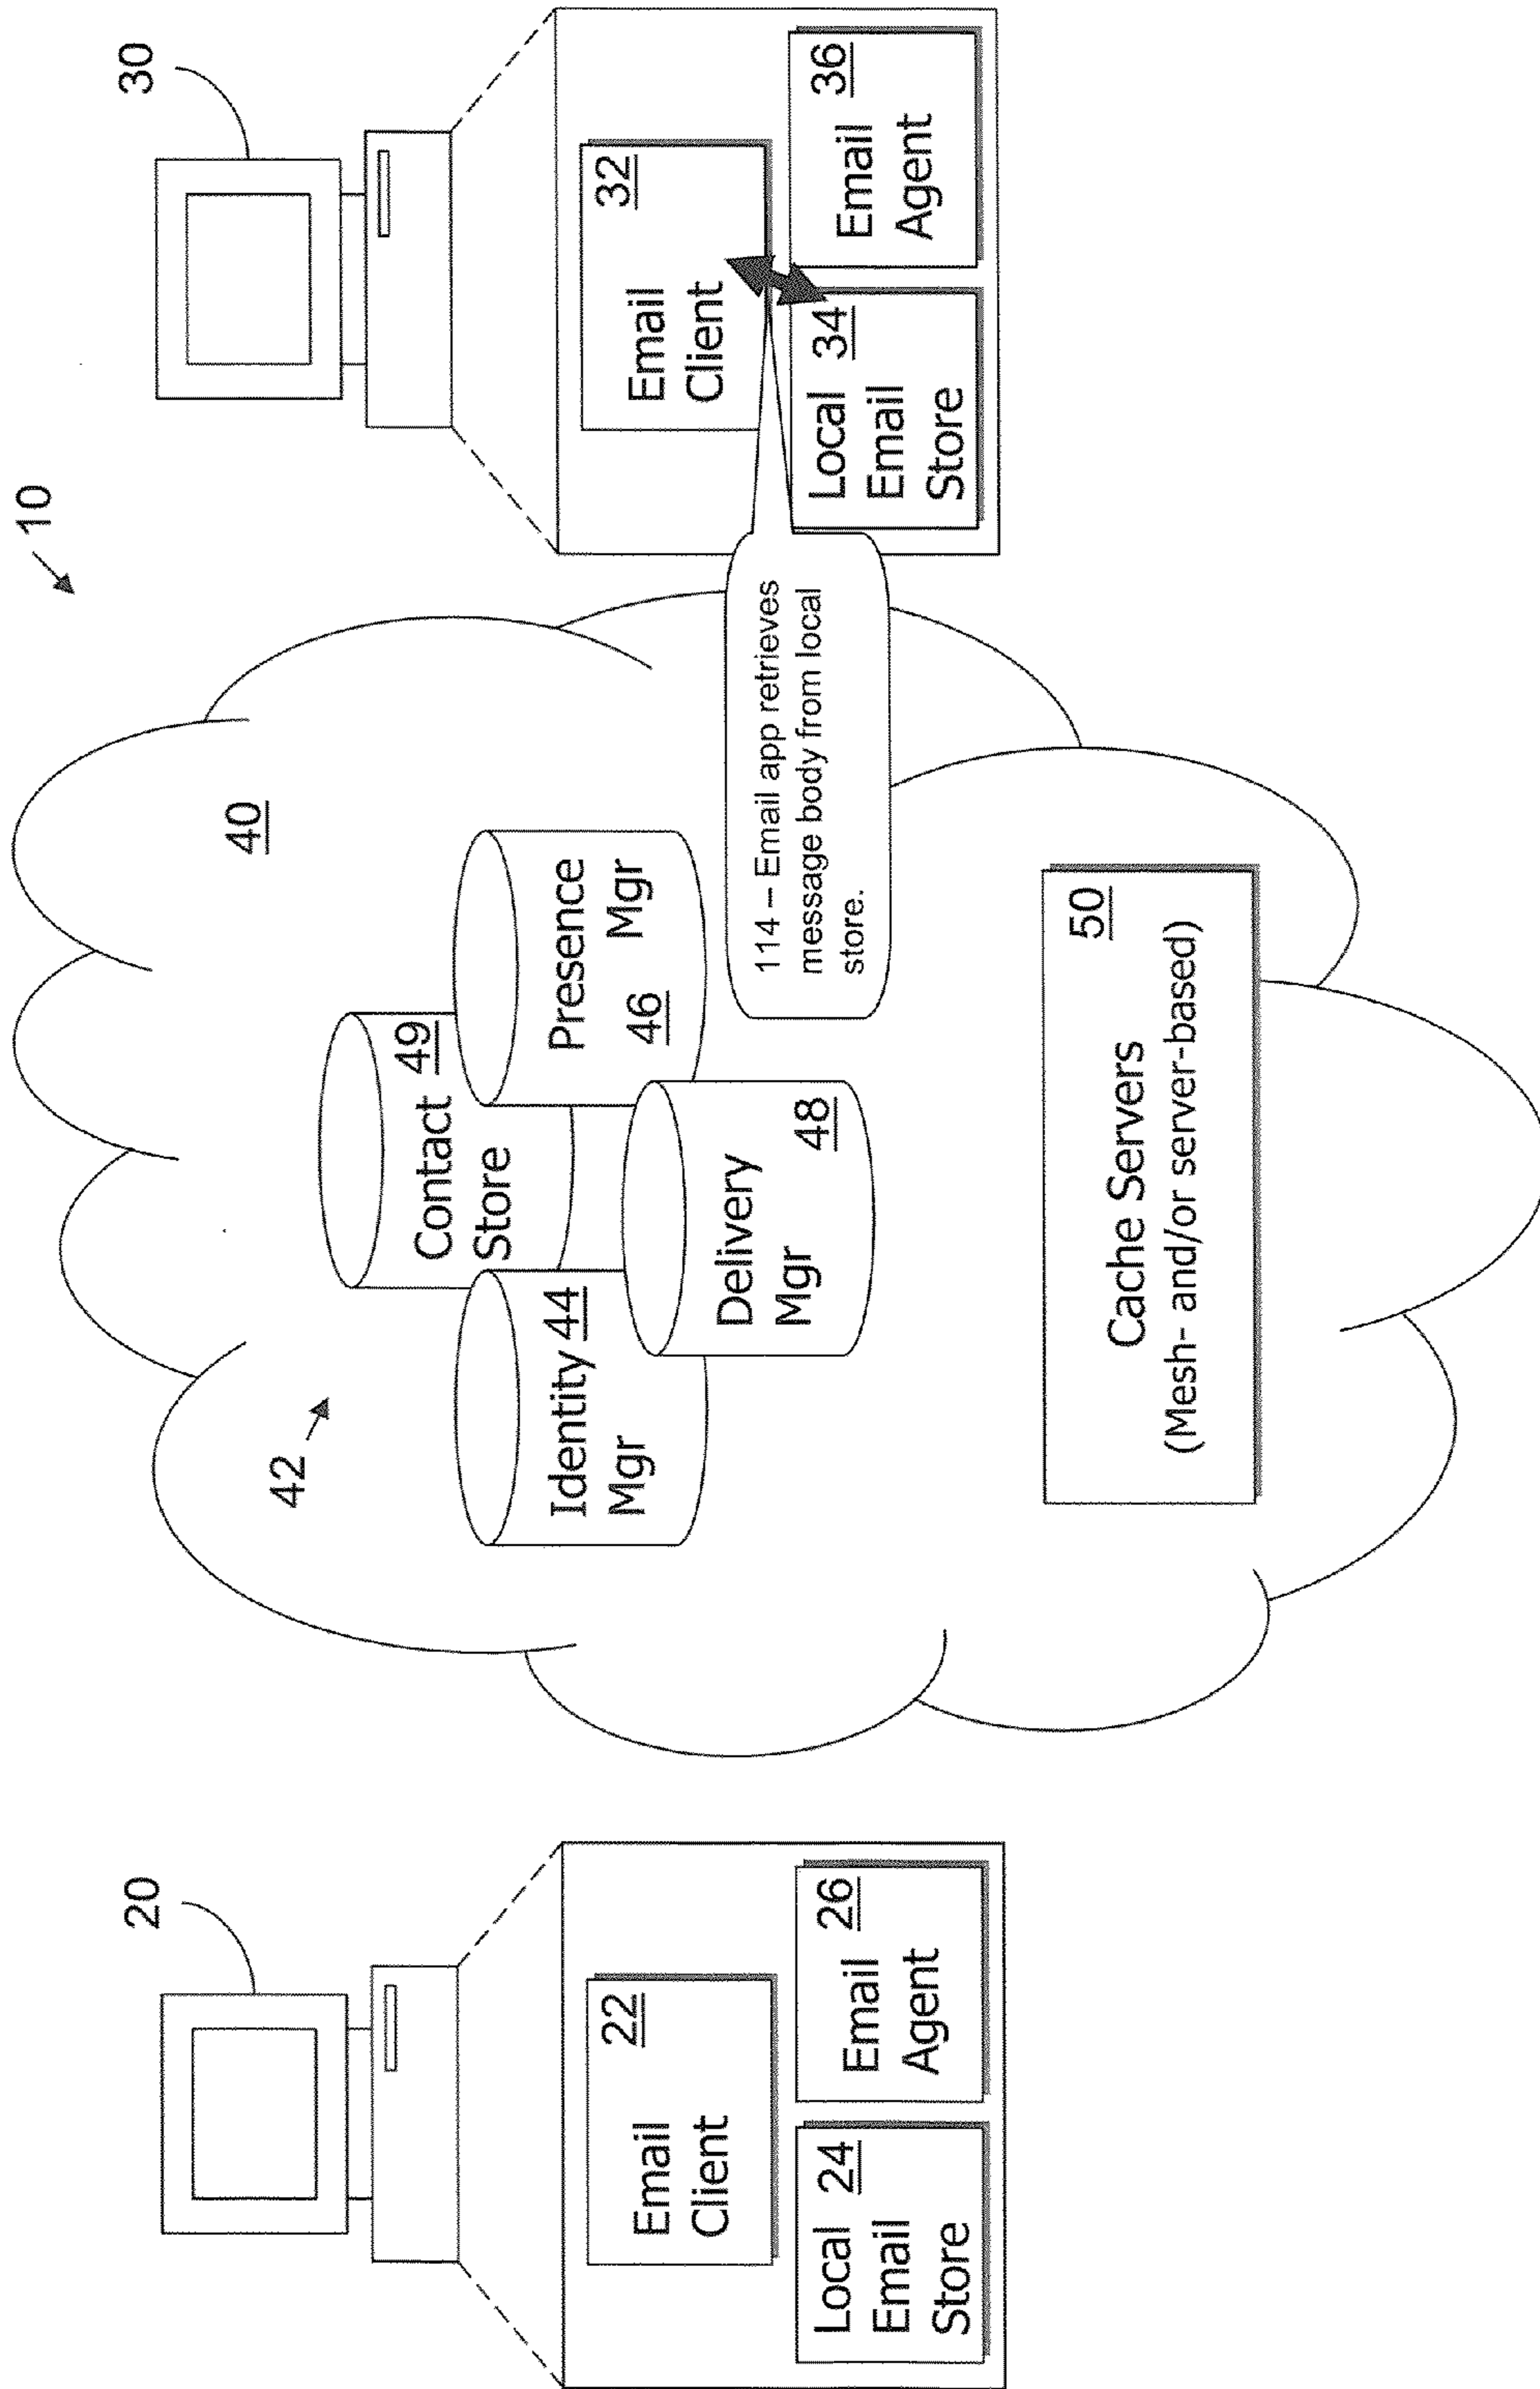 10
20
Email
Client
22
Local 24
Email
Store
Email
Agent
26
40
42
Contact
Store
49
Identity 44
Mgr
Presence
46 Mgr
Delivery
Mgr
48
114 – Email app retrieves
message body from local
store.
Cache Servers
50
(Mesh- and/or server-based)
30
Email
Client
32
Local 34
Email
Store
Email
Agent
36